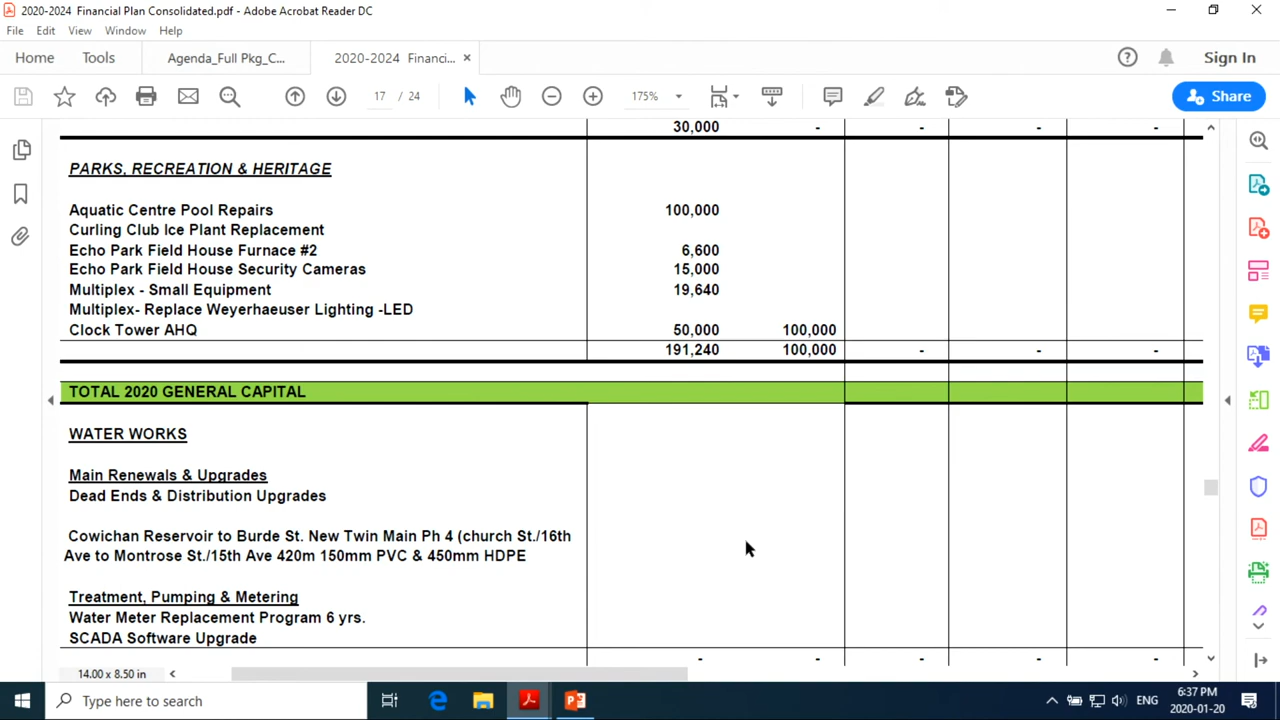 2020-2024 Financial Plan Consolidated.pdf - Adobe Acrobat Reader DC
File Edit View Window Help
Home Tools Agenda_Full Pkg_C... 2020-2024 Financi... × Sign In
17 / 24 175% Share
30,000 - - - -
PARKS, RECREATION & HERITAGE
Aquatic Centre Pool Repairs 100,000
Curling Club Ice Plant Replacement
Echo Park Field House Furnace #2 6,600
Echo Park Field House Security Cameras 15,000
Multiplex - Small Equipment 19,640
Multiplex- Replace Weyerhaeuser Lighting -LED
Clock Tower AHQ 50,000 100,000
191,240 100,000 - - -
TOTAL 2020 GENERAL CAPITAL
WATER WORKS
Main Renewals & Upgrades
Dead Ends & Distribution Upgrades
Cowichan Reservoir to Burde St. New Twin Main Ph 4 (church St./16th
Ave to Montrose St./15th Ave 420m 150mm PVC & 450mm HDPE
Treatment, Pumping & Metering
Water Meter Replacement Program 6 yrs.
SCADA Software Upgrade
- - - - -
14.00 x 8.50 in
Type here to search ENG 6:37 PM
2020-01-20